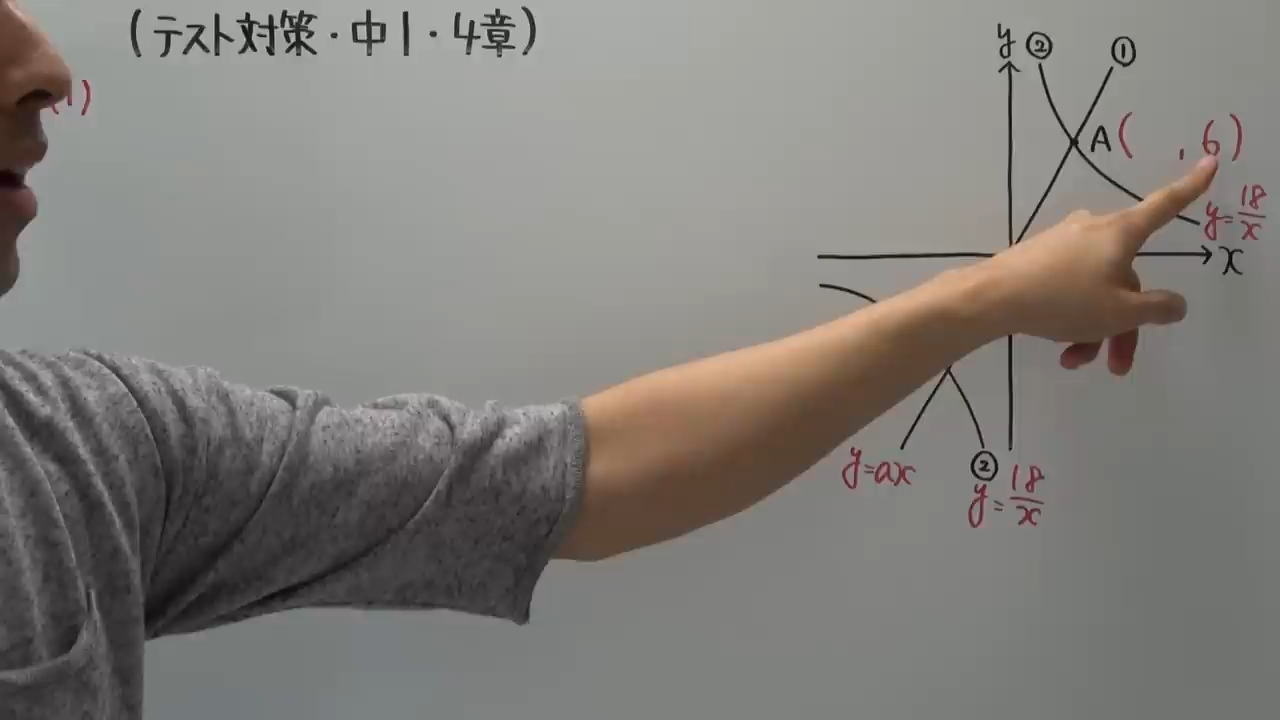 (テスト対策・中1・4章)
(1)
y ② ①
A( , 6)
y=18/x
x
y=ax
②
y=18/x